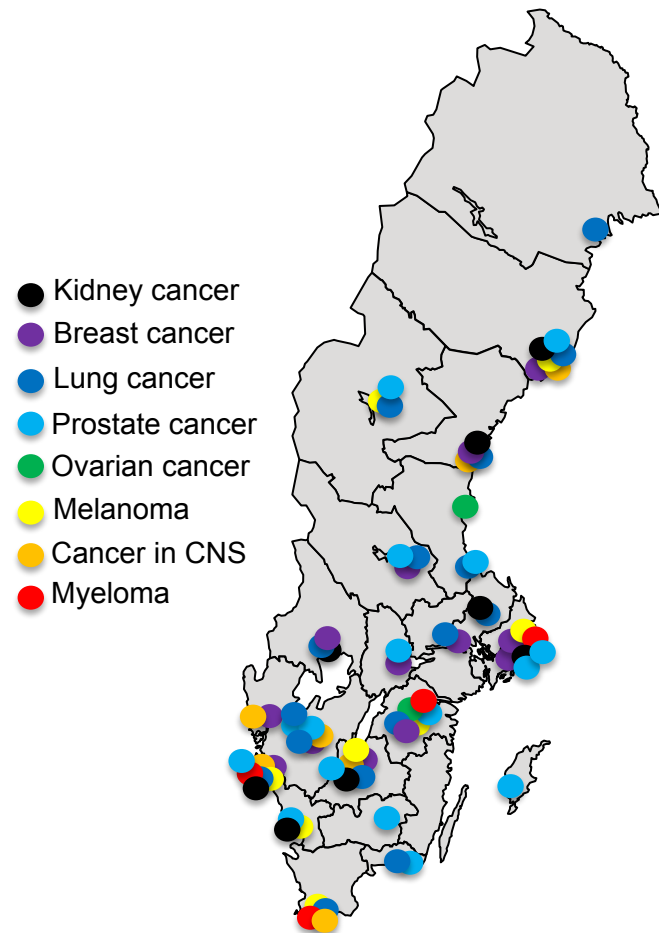 Kidney cancer
Breast cancer
Lung cancer
Prostate cancer
Ovarian cancer
Melanoma
Cancer in CNS
Myeloma